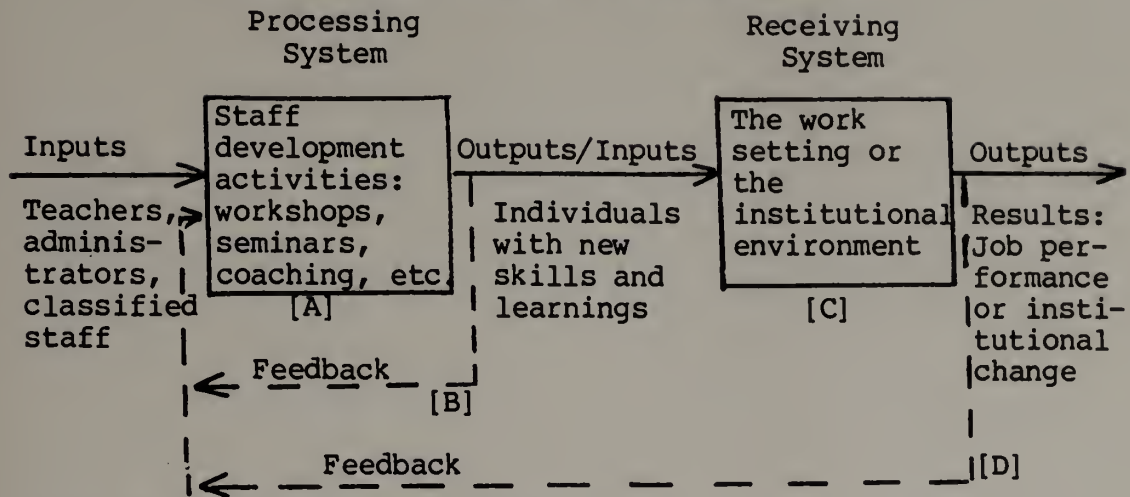 Processing
System
Receiving
System
Inputs
Teachers,
adminis-
trators,
classified
staff
Staff
development
activities:
workshops,
seminars,
coaching, etc.
[A]
Outputs/Inputs
Individuals
with new
skills and
learnings
The work
setting or
the
institutional
environment
[C]
Outputs
Results:
Job per-
formance
or insti-
tutional
change
Feedback
[B]
Feedback
[D]